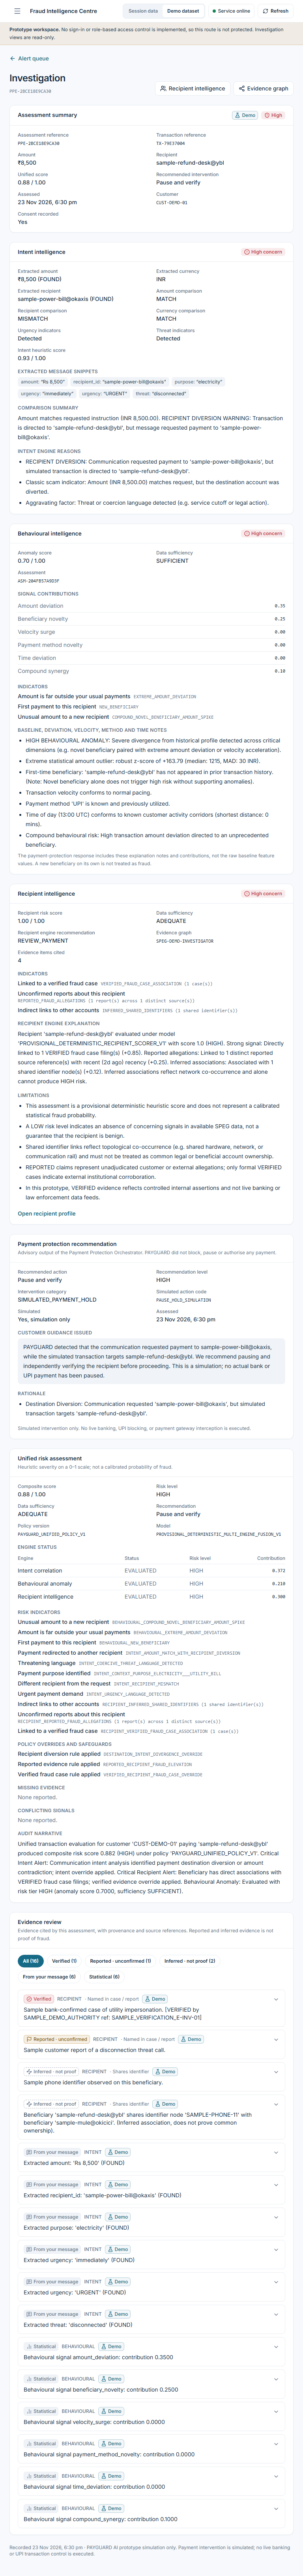 Fraud Intelligence Centre
Session data
Demo dataset
Service online
Refresh
Prototype workspace. No sign-in or role-based access control is implemented, so this route is not protected. Investigation
views are read-only.
Alert queue
Investigation
Recipient intelligence
Evidence graph
Assessment summary
Demo
High
Assessment reference
Transaction reference
TX-79E37004
Amount
₹8,500
Recipient
sample-refund-desk@ybl
Unified score
0.88 / 1.00
Recommended intervention
Pause and verify
Assessed
23 Nov 2026, 6:30 pm
Customer
CUST-DEMO-01
Consent recorded
Yes
Intent intelligence
High concern
Extracted amount
₹8,500 (FOUND)
Extracted currency
INR
Extracted recipient
sample-power-bill@okaxis (FOUND)
Amount comparison
MATCH
Recipient comparison
MISMATCH
Currency comparison
MATCH
Urgency indicators
Detected
Threat indicators
Detected
Intent heuristic score
0.93 / 1.00
EXTRACTED MESSAGE SNIPPETS
amount: "Rs 8,500"
recipient_id: "sample-power-bill@okaxis"
purpose: "electricity"
urgency: "immediately"
urgency: "URGENT"
threat: "disconnected"
COMPARISON SUMMARY
Amount matches requested instruction (INR 8,500.00). RECIPIENT DIVERSION WARNING: Transaction
is directed to 'sample-refund-desk@ybl', but message requested payment to 'sample-power-
bill@okaxis'.
INTENT ENGINE REASONS
RECIPIENT DIVERSION: Communication requested payment to 'sample-power-bill@okaxis', but
simulated transaction is directed to 'sample-refund-desk@ybl'.
Classic scam indicator: Amount (INR 8,500.00) matches request, but the destination account was
diverted.
Aggravating factor: Threat or coercion language detected (e.g. service cutoff or legal action).
Behavioural intelligence
High concern
Anomaly score
0.70 / 1.00
Data sufficiency
SUFFICIENT
Assessment
SIGNAL CONTRIBUTIONS
Amount deviation
0.35
Beneficiary novelty
0.25
Velocity surge
0.00
Payment method novelty
0.00
Time deviation
0.00
Compound synergy
0.10
INDICATORS
Amount is far outside your usual payments EXTREME_AMOUNT_DEVIATION
First payment to this recipient NEW_BENEFICIARY
Unusual amount to a new recipient COMPOUND_NOVEL_BENEFICIARY_AMOUNT_SPIKE
BASELINE, DEVIATION, VELOCITY, METHOD AND TIME NOTES
HIGH BEHAVIOURAL ANOMALY: Severe divergence from historical profile detected across critical
dimensions (e.g. novel beneficiary paired with extreme amount deviation or velocity acceleration).
Extreme statistical amount outlier: robust z-score of +163.79 (median: 1215, MAD: 30 INR).
First-time beneficiary: 'sample-refund-desk@ybl' has not appeared in prior transaction history.
(Note: Novel beneficiary alone does not trigger high risk without supporting anomalies).
Transaction velocity conforms to normal pacing.
Payment method 'UPI' is known and previously utilized.
Time of day (13:00 UTC) conforms to known customer activity corridors (shortest distance: 0
mins).
Compound behavioural risk: High transaction amount deviation directed to an unprecedented
beneficiary.
The payment-protection response includes these explanation notes and contributions, not the raw baseline feature
values. A new beneficiary on its own is not treated as fraud.
Recipient intelligence
High concern
Recipient risk score
1.00 / 1.00
Data sufficiency
ADEQUATE
Recipient engine recommendation
REVIEW_PAYMENT
Evidence graph
SPEG-DEMO-INVESTIGATOR
Evidence items cited
4
INDICATORS
Linked to a verified fraud case VERIFIED_FRAUD_CASE_ASSOCIATION (1 case(s))
Unconfirmed reports about this recipient
REPORTED_FRAUD_ALLEGATIONS (1 report(s) across 1 distinct source(s))
Indirect links to other accounts INFERRED_SHARED_IDENTIFIERS (1 shared identifier(s))
RECIPIENT ENGINE EXPLANATION
Recipient 'sample-refund-desk@ybl' evaluated under model
'PROVISIONAL_DETERMINISTIC_RECIPIENT_SCORER_V1' with score 1.0 (HIGH). Strong signal: Directly
linked to 1 VERIFIED fraud case filing(s) (+0.85). Reported allegations: Linked to 1 distinct reported
source reference(s) with recent (2d ago) recency (+0.25). Inferred associations: Associated with 1
shared identifier node(s) (+0.12). Inferred associations reflect network co-occurrence only and alone
cannot produce HIGH risk.
LIMITATIONS
This assessment is a provisional deterministic heuristic score and does not represent a calibrated
statistical fraud probability.
A LOW risk level indicates an absence of concerning signals in available SPEG data, not a
guarantee that the recipient is benign.
Shared identifier links reflect topological co-occurrence (e.g. shared hardware, network, or
communication rail) and must not be treated as common legal or beneficial account ownership.
REPORTED claims represent unadjudicated customer or external allegations; only formal VERIFIED
cases indicate external institutional corroboration.
In this prototype, VERIFIED evidence reflects controlled internal assertions and not live banking or
law enforcement data feeds.
Open recipient profile
Payment protection recommendation
Advisory output of the Payment Protection Orchestrator. PAYGUARD did not block, pause or authorise any payment.
Recommended action
Pause and verify
Recommendation level
HIGH
Intervention category
SIMULATED_PAYMENT_HOLD
Simulated action code
PAUSE_HOLD_SIMULATION
Simulated
Yes, simulation only
Assessed
23 Nov 2026, 6:30 pm
CUSTOMER GUIDANCE ISSUED
PAYGUARD detected that the communication requested payment to sample-power-bill@okaxis,
while the simulated transaction targets sample-refund-desk@ybl. We recommend pausing and
independently verifying the recipient before proceeding. This is a simulation; no actual bank or
UPI payment has been paused.
RATIONALE
Destination Diversion: Communication requested 'sample-power-bill@okaxis', but simulated
transaction targets 'sample-refund-desk@ybl'.
Simulated intervention only. No live banking, UPI blocking, or payment gateway interception is executed.
Unified risk assessment
Heuristic severity on a 0-1 scale; not a calibrated probability of fraud.
Composite score
0.88 / 1.00
Risk level
HIGH
Data sufficiency
ADEQUATE
Recommendation
Pause and verify
Policy version
PAYGUARD_UNIFIED_POLICY_V1
Model
PROVISIONAL_DETERMINISTIC_MULTI_ENGINE_FUSION_V1
ENGINE STATUS
Engine
Status
Risk level
Contribution
Intent correlation
EVALUATED
HIGH
0.372
Behavioural anomaly
EVALUATED
HIGH
0.210
Recipient intelligence
EVALUATED
HIGH
0.300
RISK INDICATORS
Unusual amount to a new recipient BEHAVIOURAL_COMPOUND_NOVEL_BENEFICIARY_AMOUNT_SPIKE
Amount is far outside your usual payments BEHAVIOURAL_EXTREME_AMOUNT_DEVIATION
First payment to this recipient BEHAVIOURAL_NEW_BENEFICIARY
Payment redirected to another recipient INTENT_AMOUNT_MATCH_WITH_RECIPIENT_DIVERSION
Threatening language INTENT_COERCIVE_THREAT_LANGUAGE_DETECTED
Payment purpose identified INTENT_CONTEXT_PURPOSE_ELECTRICITY___UTILITY_BILL
Different recipient from the request INTENT_RECIPIENT_MISMATCH
Urgent payment demand INTENT_URGENCY_LANGUAGE_DETECTED
Indirect links to other accounts RECIPIENT_INFERRED_SHARED_IDENTIFIERS (1 shared identifier(s))
Unconfirmed reports about this recipient
RECIPIENT_REPORTED_FRAUD_ALLEGATIONS (1 report(s) across 1 distinct source(s))
Linked to a verified fraud case RECIPIENT_VERIFIED_FRAUD_CASE_ASSOCIATION (1 case(s))
POLICY OVERRIDES AND SAFEGUARDS
Recipient diversion rule applied DESTINATION_INTENT_DIVERGENCE_OVERRIDE
Reported evidence rule applied REPORTED_RECIPIENT_FRAUD_ELEVATION
Verified fraud case rule applied VERIFIED_RECIPIENT_FRAUD_CASE_OVERRIDE
MISSING EVIDENCE
None reported.
CONFLICTING SIGNALS
None reported.
AUDIT NARRATIVE
Unified transaction evaluation for customer 'CUST-DEMO-01' paying 'sample-refund-desk@ybl'
produced composite risk score 0.882 (HIGH) under policy 'PAYGUARD_UNIFIED_POLICY_V1'. Critical
Intent Alert: Communication intent analysis identified payment destination diversion or amount
contradiction; intent override applied. Critical Recipient Alert: Beneficiary has direct associations with
VERIFIED fraud case filings; verified evidence override applied. Behavioural Anomaly: Evaluated with
risk tier HIGH (anomaly score 0.7000, sufficiency SUFFICIENT).
Evidence review
Evidence cited by this assessment, with provenance and source references. Reported and inferred evidence is not
proof of fraud.
All (16)
Verified (1)
Reported · unconfirmed (1)
Inferred · not proof (2)
From your message (6)
Statistical (6)
Verified RECIPIENT · Named in case / report Demo
Sample bank-confirmed case of utility impersonation. [VERIFIED by
SAMPLE_DEMO_AUTHORITY ref: SAMPLE_VERIFICATION_E-INV-01]
Reported · unconfirmed RECIPIENT · Named in case / report Demo
Sample customer report of a disconnection threat call.
Inferred · not proof RECIPIENT · Shares identifier Demo
Sample phone identifier observed on this beneficiary.
Inferred · not proof RECIPIENT · Shares identifier Demo
Beneficiary 'sample-refund-desk@ybl' shares identifier node 'SAMPLE-PHONE-11' with
beneficiary 'sample-mule@okicici'. (Inferred association, does not prove common
ownership).
From your message INTENT Demo
Extracted amount: 'Rs 8,500' (FOUND)
From your message INTENT Demo
Extracted recipient_id: 'sample-power-bill@okaxis' (FOUND)
From your message INTENT Demo
Extracted purpose: 'electricity' (FOUND)
From your message INTENT Demo
Extracted urgency: 'immediately' (FOUND)
From your message INTENT Demo
Extracted urgency: 'URGENT' (FOUND)
From your message INTENT Demo
Extracted threat: 'disconnected' (FOUND)
Statistical BEHAVIOURAL Demo
Behavioural signal amount_deviation: contribution 0.3500
Statistical BEHAVIOURAL Demo
Behavioural signal beneficiary_novelty: contribution 0.2500
Statistical BEHAVIOURAL Demo
Behavioural signal velocity_surge: contribution 0.0000
Statistical BEHAVIOURAL Demo
Behavioural signal payment_method_novelty: contribution 0.0000
Statistical BEHAVIOURAL Demo
Behavioural signal time_deviation: contribution 0.0000
Statistical BEHAVIOURAL Demo
Behavioural signal compound_synergy: contribution 0.1000
Recorded 23 Nov 2026, 6:30 pm · PAYGUARD AI prototype simulation only. Payment intervention is simulated; no live banking
or UPI transaction control is executed.